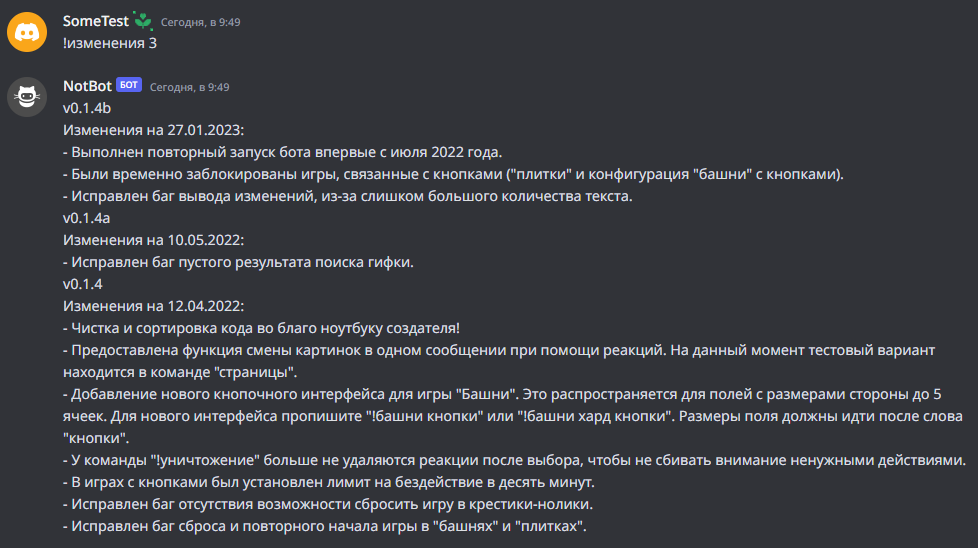 SomeTest Сегодня, в 9:49
!изменения 3
NotBot БОТ Сегодня, в 9:49
v0.1.4b
Изменения на 27.01.2023:
- Выполнен повторный запуск бота впервые с июля 2022 года.
- Были временно заблокированы игры, связанные с кнопками ("плитки" и конфигурация "башни" с кнопками).
- Исправлен баг вывода изменений, из-за слишком большого количества текста.
v0.1.4a
Изменения на 10.05.2022:
- Исправлен баг пустого результата поиска гифки.
v0.1.4
Изменения на 12.04.2022:
- Чистка и сортировка кода во благо ноутбуку создателя!
- Предоставлена функция смены картинок в одном сообщении при помощи реакций. На данный момент тестовый вариант
находится в команде "страницы".
- Добавление нового кнопочного интерфейса для игры "Башни". Это распространяется для полей с размерами стороны до 5
ячеек. Для нового интерфейса пропишите "!башни кнопки" или "!башни хард кнопки". Размеры поля должны идти после слова
"кнопки".
- У команды "!уничтожение" больше не удаляются реакции после выбора, чтобы не сбивать внимание ненужными действиями.
- В играх с кнопками был установлен лимит на бездействие в десять минут.
- Исправлен баг отсутствия возможности сбросить игру в крестики-нолики.
- Исправлен баг сброса и повторного начала игры в "башнях" и "плитках".